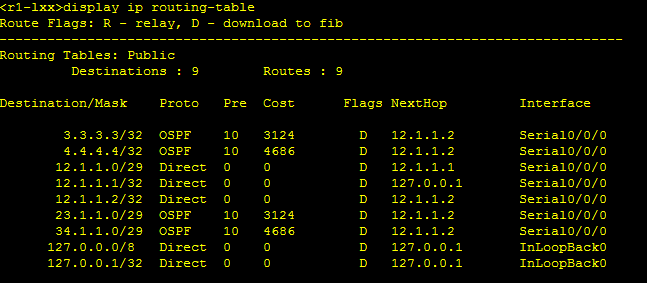 <r1-lxx>display ip routing-table
Route Flags: R - relay, D - download to fib
------------------------------------------------------------------------------
Routing Tables: Public
         Destinations : 9        Routes : 9

Destination/Mask    Proto   Pre  Cost      Flags NextHop         Interface

        3.3.3.3/32  OSPF    10   3124        D   12.1.1.2        Serial0/0/0
        4.4.4.4/32  OSPF    10   4686        D   12.1.1.2        Serial0/0/0
       12.1.1.0/29  Direct  0    0           D   12.1.1.1        Serial0/0/0
       12.1.1.1/32  Direct  0    0           D   127.0.0.1       Serial0/0/0
       12.1.1.2/32  Direct  0    0           D   12.1.1.2        Serial0/0/0
       23.1.1.0/29  OSPF    10   3124        D   12.1.1.2        Serial0/0/0
       34.1.1.0/29  OSPF    10   4686        D   12.1.1.2        Serial0/0/0
      127.0.0.0/8   Direct  0    0           D   127.0.0.1       InLoopBack0
      127.0.0.1/32  Direct  0    0           D   127.0.0.1       InLoopBack0